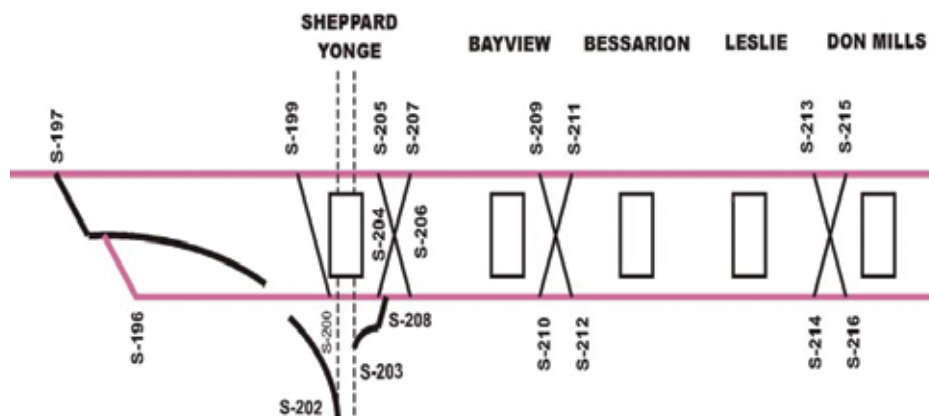 SHEPPARD
YONGE
BAYVIEW
BESSARION
LESLIE
DON MILLS
S-197
S-199
S-205
S-207
S-209
S-211
S-213
S-215
S-204
S-206
S-196
S-200
S-208
S-203
S-202
S-210
S-212
S-214
S-216